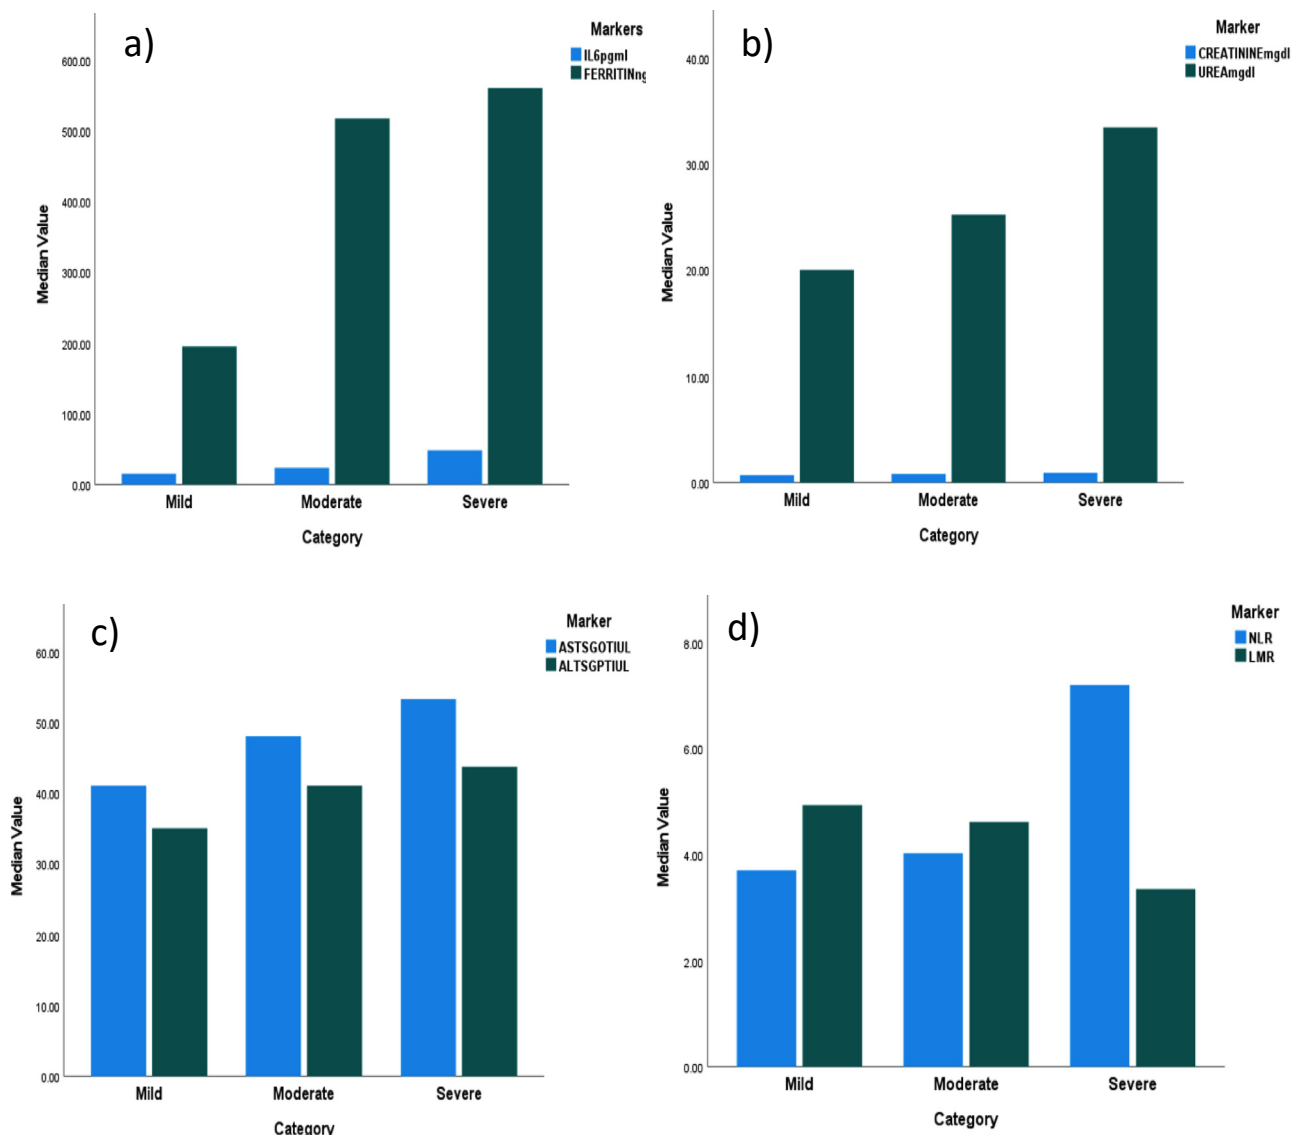 a)
Markers
IL6pgml
FERRITINng
600.00
500.00
400.00
300.00
200.00
100.00
0.00
Median Value
Mild Moderate Severe
Category
b)
Marker
CREATININEmgdl
UREAmgdl
40.00
30.00
20.00
10.00
0.00
Median Value
Mild Moderate Severe
Category
c)
Marker
ASTSGOTIUL
ALTSGPTIUL
60.00
50.00
40.00
30.00
20.00
10.00
0.00
Median Value
Mild Moderate Severe
Category
d)
Marker
NLR
LMR
8.00
6.00
4.00
2.00
0.00
Median Value
Mild Moderate Severe
Category